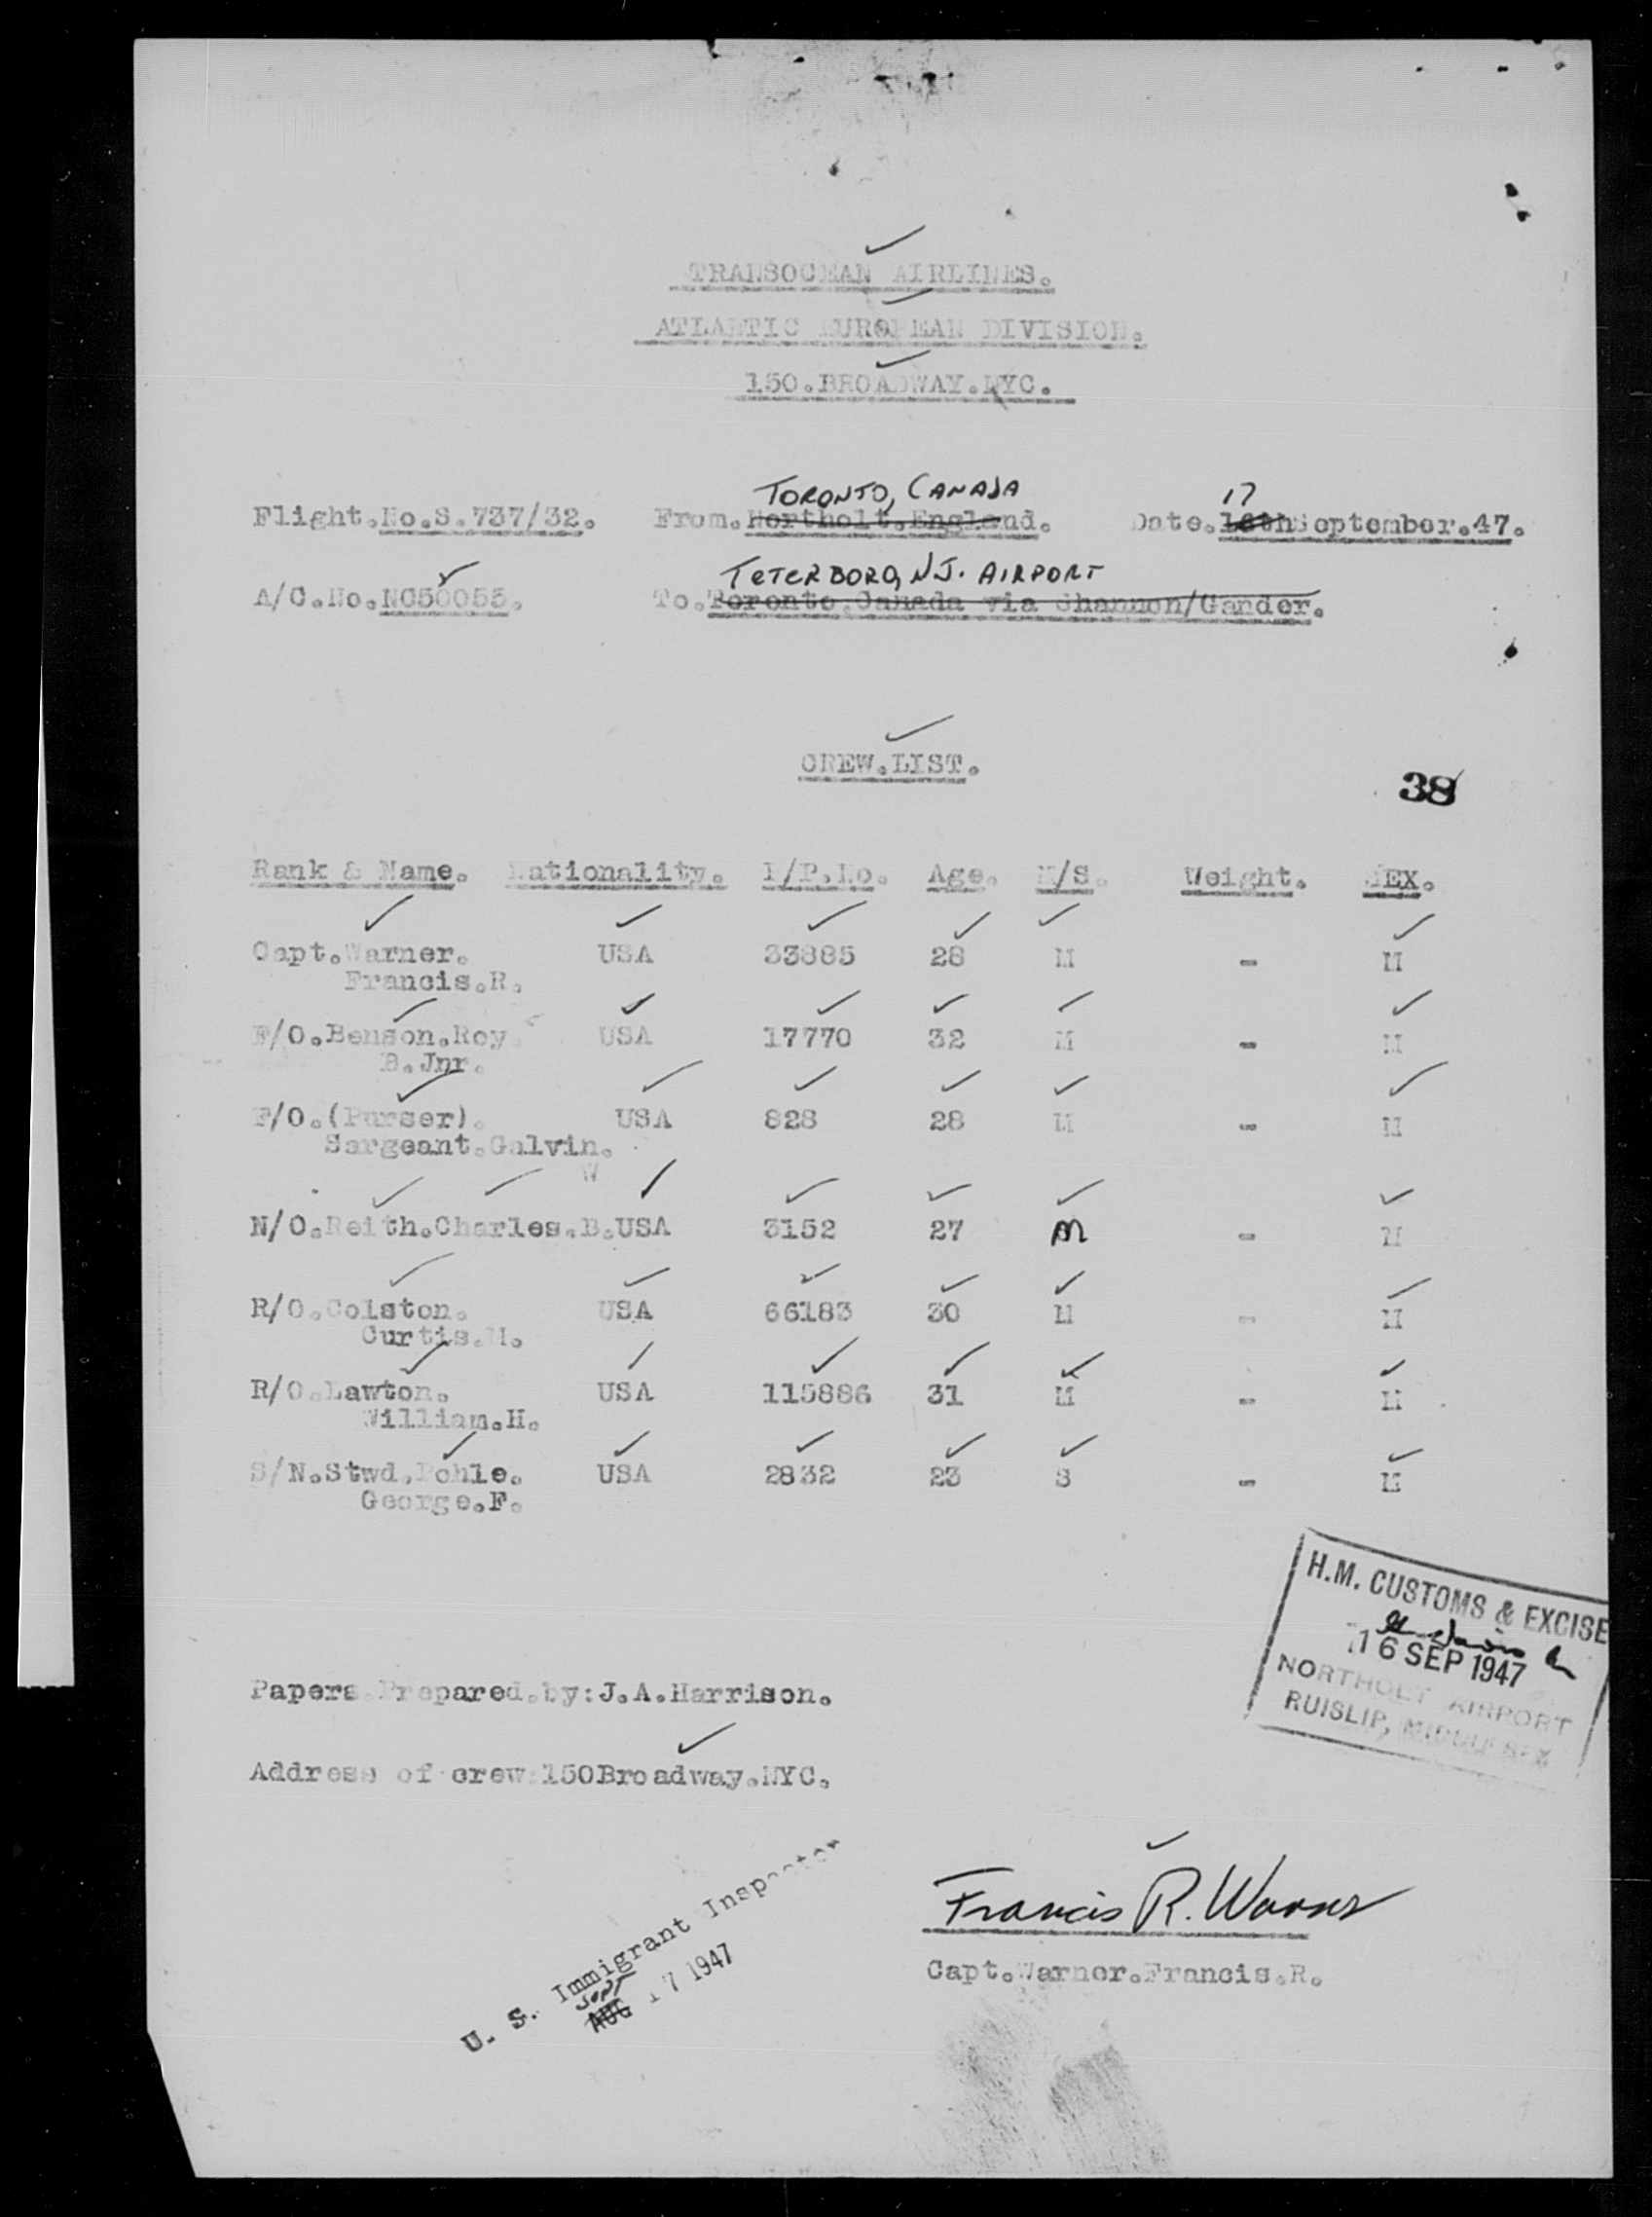 TRANSOCEAN AIRLINES.
ATLANTIC EUROPEAN DIVISION.
150.BROADWAY.NYC.
TORONTO, CANADA
17
Flight.No.S.737/32. From.Northolt.England. Date.16thSeptember.47.
TETERBORO, NJ. AIRPORT
A/C.No.NC50055. To.Toronto.Canada via Shannon/Gander.
CREW.LIST.
38
Rank & Name. Nationality. P/P.No. Age. M/S. Weight. SEX.
Capt.Warner. USA 33885 28 M - M
Francis.R.
F/O.Benson.Roy USA 17770 32 M - M
B.Jnr.
F/O.(Purser). USA 828 28 M - M
Sargeant.Galvin.
W
N/O.Reith.Charles.B.USA 3152 27 M - M
R/O.Colston. USA 66183 30 M - M
Curtis.M.
R/O.Lawton. USA 115886 31 M - M
William.H.
S/N.Stwd.Pohle. USA 2832 23 S - M
George.F.
H.M. CUSTOMS & EXCISE
16 SEP 1947
NORTHOLT AIRPORT
RUISLIP, MIDDLESEX
Papers.Prepared.by:J.A.Harrison.
Address of crew 150Broadway.NYC.
U. S. Immigrant Inspector
SEPT
AUG 17 1947
Francis R. Warner
Capt.Warner.Francis.R.